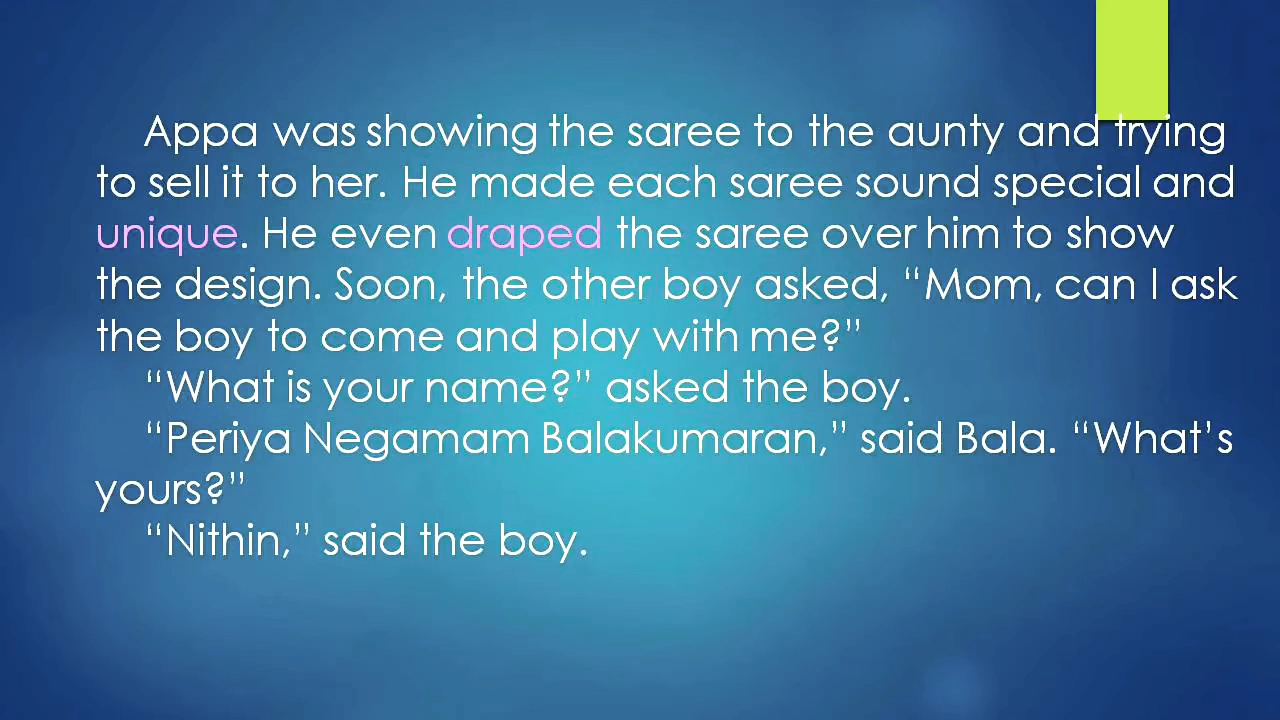 Appa was showing the saree to the aunty and trying
to sell it to her. He made each saree sound special and
unique. He even draped the saree over him to show
the design. Soon, the other boy asked, “Mom, can I ask
the boy to come and play with me?”
“What is your name?” asked the boy.
“Periya Negamam Balakumaran,” said Bala. “What’s
yours?”
“Nithin,” said the boy.